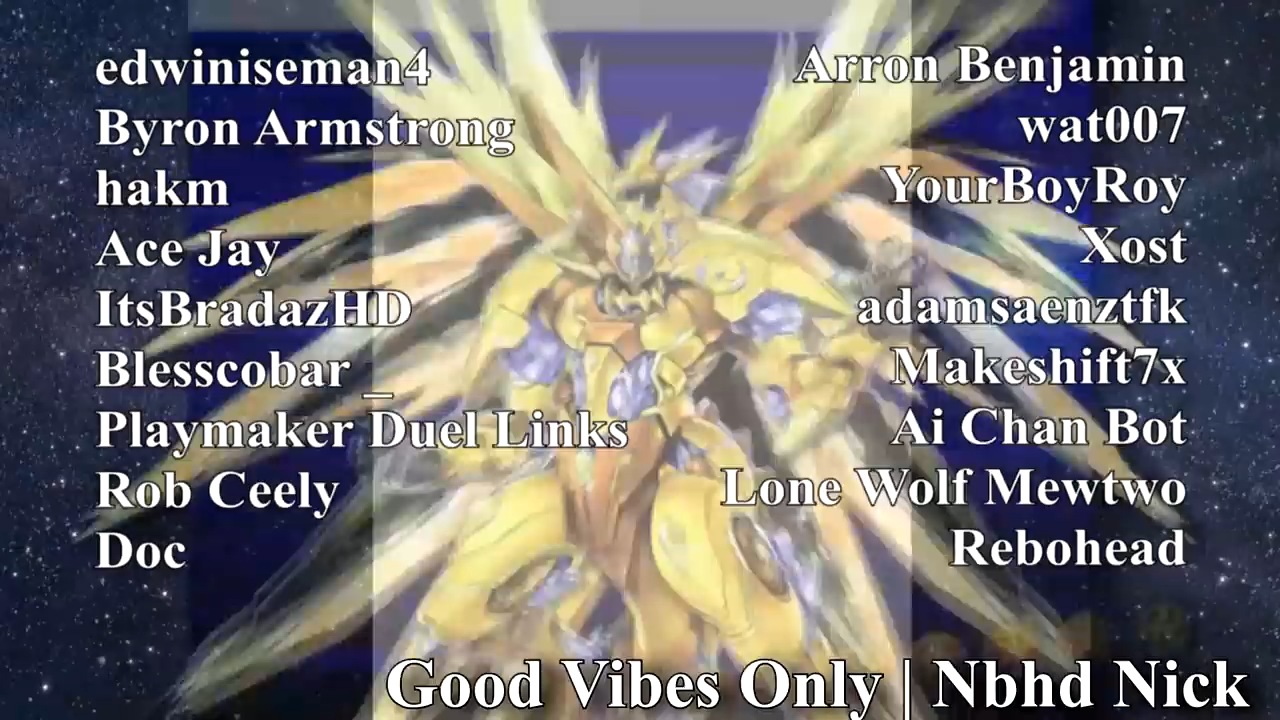 edwiniseman4
Byron Armstrong
hakm
Ace Jay
ItsBradazHD
Blesscobar_
Playmaker Duel Links
Rob Ceely
Doc
Arron Benjamin
wat007
YourBoyRoy
Xost
adamsaenztfk
Makeshift7x
Ai Chan Bot
Lone Wolf Mewtwo
Rebohead
Good Vibes Only | Nbhd Nick